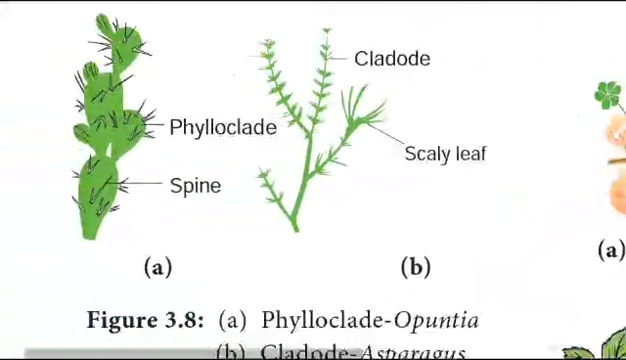 Cladode
Phylloclade
Scaly leaf
Spine
(a)
(b)
(a)
Figure 3.8: (a) Phylloclade-Opuntia
(b) Cladode-Asparagus